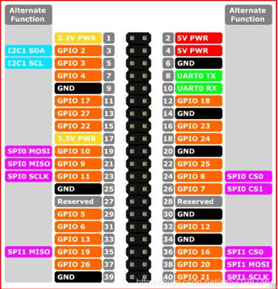 Alternate Function
Alternate Function
3.3V PWR 1 2 5V PWR
I2C1 SDA GPIO 2 3 4 5V PWR
I2C1 SCL GPIO 3 5 6 GND
GPIO 4 7 8 UART0 TX
GND 9 10 UART0 RX
GPIO 17 11 12 GPIO 18
GPIO 27 13 14 GND
GPIO 22 15 16 GPIO 23
3.3V PWR 17 18 GPIO 24
SPI0 MOSI GPIO 10 19 20 GND
SPI0 MISO GPIO 9 21 22 GPIO 25
SPI0 SCLK GPIO 11 23 24 GPIO 8 SPI0 CS0
GND 25 26 GPIO 7 SPI0 CS1
Reserved 27 28 Reserved
GPIO 5 29 30 GND
GPIO 6 31 32 GPIO 12
GPIO 13 33 34 GND
SPI1 MISO GPIO 19 35 36 GPIO 16 SPI1 CS0
GPIO 26 37 38 GPIO 20 SPI1 MOSI
GND 39 40 GPIO 21 SPI1 SCLK